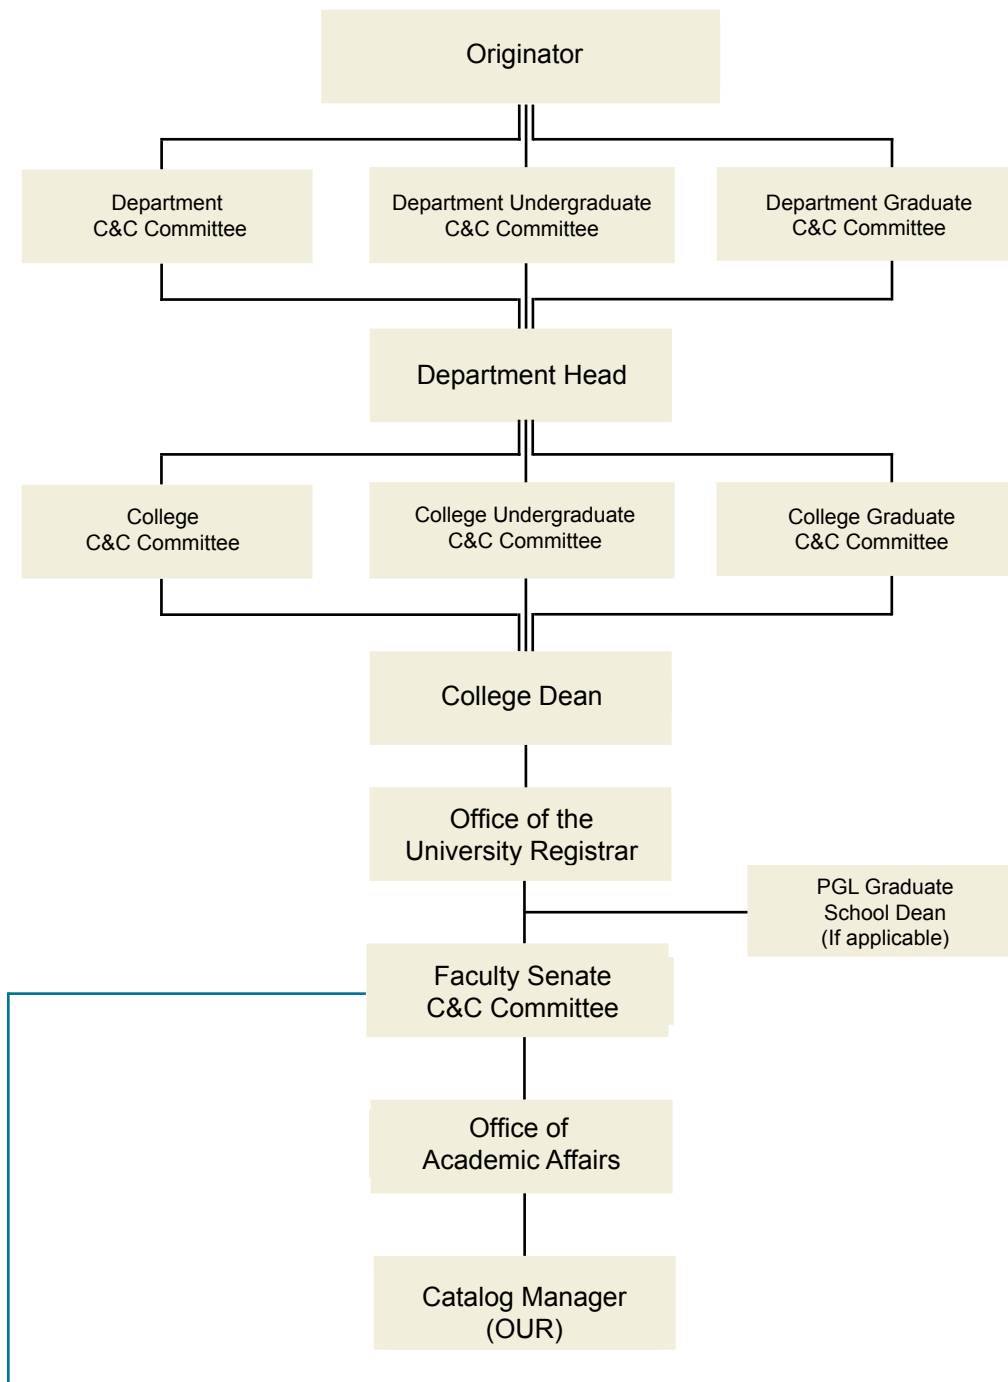 Originator
Department
C&C Committee
Department Undergraduate
C&C Committee
Department Graduate
C&C Committee
Department Head
College
C&C Committee
College Undergraduate
C&C Committee
College Graduate
C&C Committee
College Dean
Office of the
University Registrar
PGL Graduate
School Dean
(If applicable)
Faculty Senate
C&C Committee
Office of
Academic Affairs
Catalog Manager
(OUR)